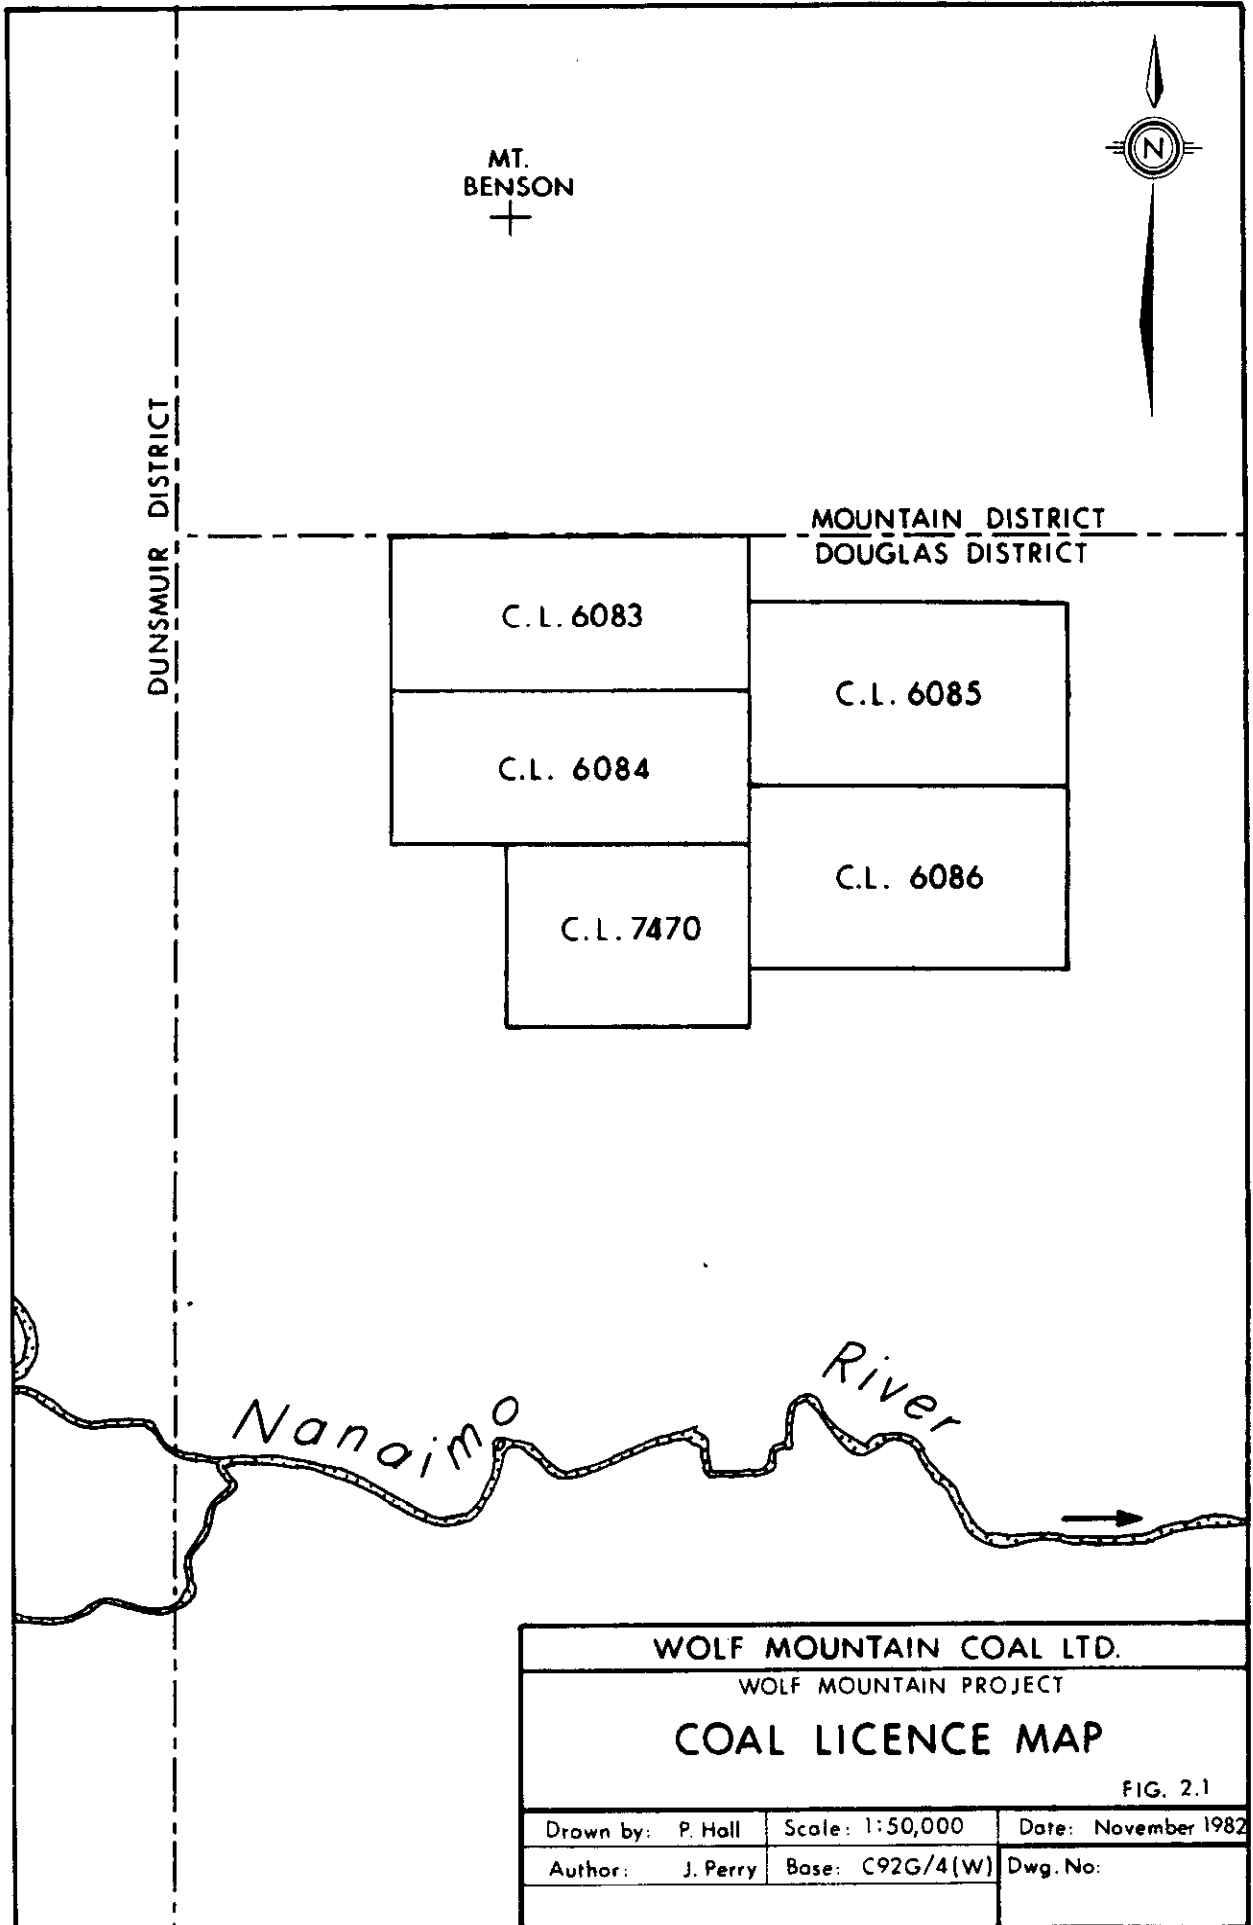 MT.
BENSON
N
DUNSMUIR DISTRICT
MOUNTAIN DISTRICT
DOUGLAS DISTRICT
C.L. 6083
C.L. 6085
C.L. 6084
C.L. 6086
C.L. 7470
Nanaimo River
WOLF MOUNTAIN COAL LTD.
WOLF MOUNTAIN PROJECT
COAL LICENCE MAP
FIG. 2.1
Drawn by: P. Hall
Scale: 1:50,000
Date: November 1982
Author: J. Perry
Base: C92G/4(W)
Dwg. No: